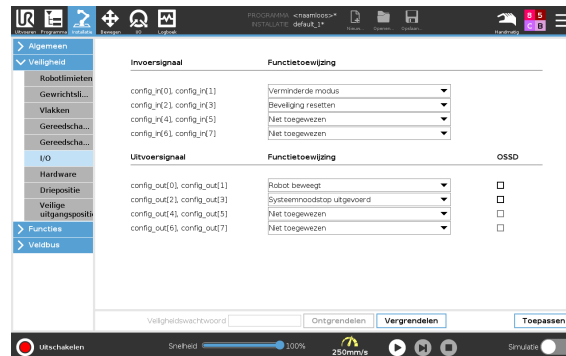 UR
PROGRAMMA <naamloos>*
INSTALLATIE default_1*
Uitvoeren Programma Installatie Bewegen I/O Logboek Nieuw... Openen... Opslaan... Handmatig
B 5
C B
Algemeen
Veiligheid
Robotlimieten
Gewrichtsli...
Vlakken
Gereedscha...
Gereedscha...
I/O
Hardware
Driepositie
Veilige
uitgangspositi
Functies
Veldbus
Invoersignaal Functietoewijzing
config_in[0], config_in[1] Verminderde modus
config_in[2], config_in[3] Beveiliging resetten
config_in[4], config_in[5] Niet toegewezen
config_in[6], config_in[7] Niet toegewezen
Uitvoersignaal Functietoewijzing OSSD
config_out[0], config_out[1] Robot beweegt
config_out[2], config_out[3] Systeemnoodstop uitgevoerd
config_out[4], config_out[5] Niet toegewezen
config_out[6], config_out[7] Niet toegewezen
Veiligheidswachtwoord Ontgrendelen Vergrendelen Toepassen
Uitschakelen Snelheid 100% 250mm/s Simulatie